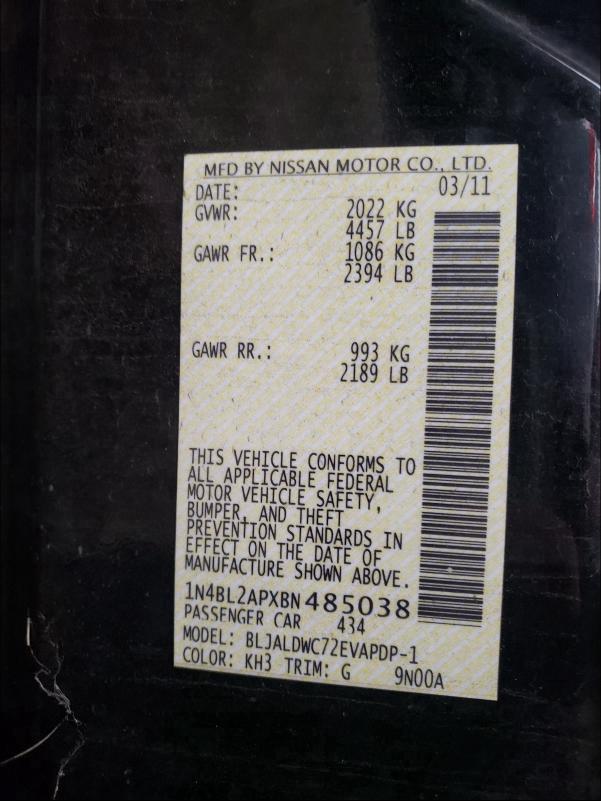 MFD BY NISSAN MOTOR CO., LTD.
DATE: 03/11
GVWR: 2022 KG
4457 LB
GAWR FR.: 1086 KG
2394 LB
GAWR RR.: 993 KG
2189 LB
THIS VEHICLE CONFORMS TO
ALL APPLICABLE FEDERAL
MOTOR VEHICLE SAFETY,
BUMPER, AND THEFT
PREVENTION STANDARDS IN
EFFECT ON THE DATE OF
MANUFACTURE SHOWN ABOVE.
1N4BL2APXBN485038
PASSENGER CAR 434
MODEL: BLJALDWC72EVAPDP-1
COLOR: KH3 TRIM: G 9N00A